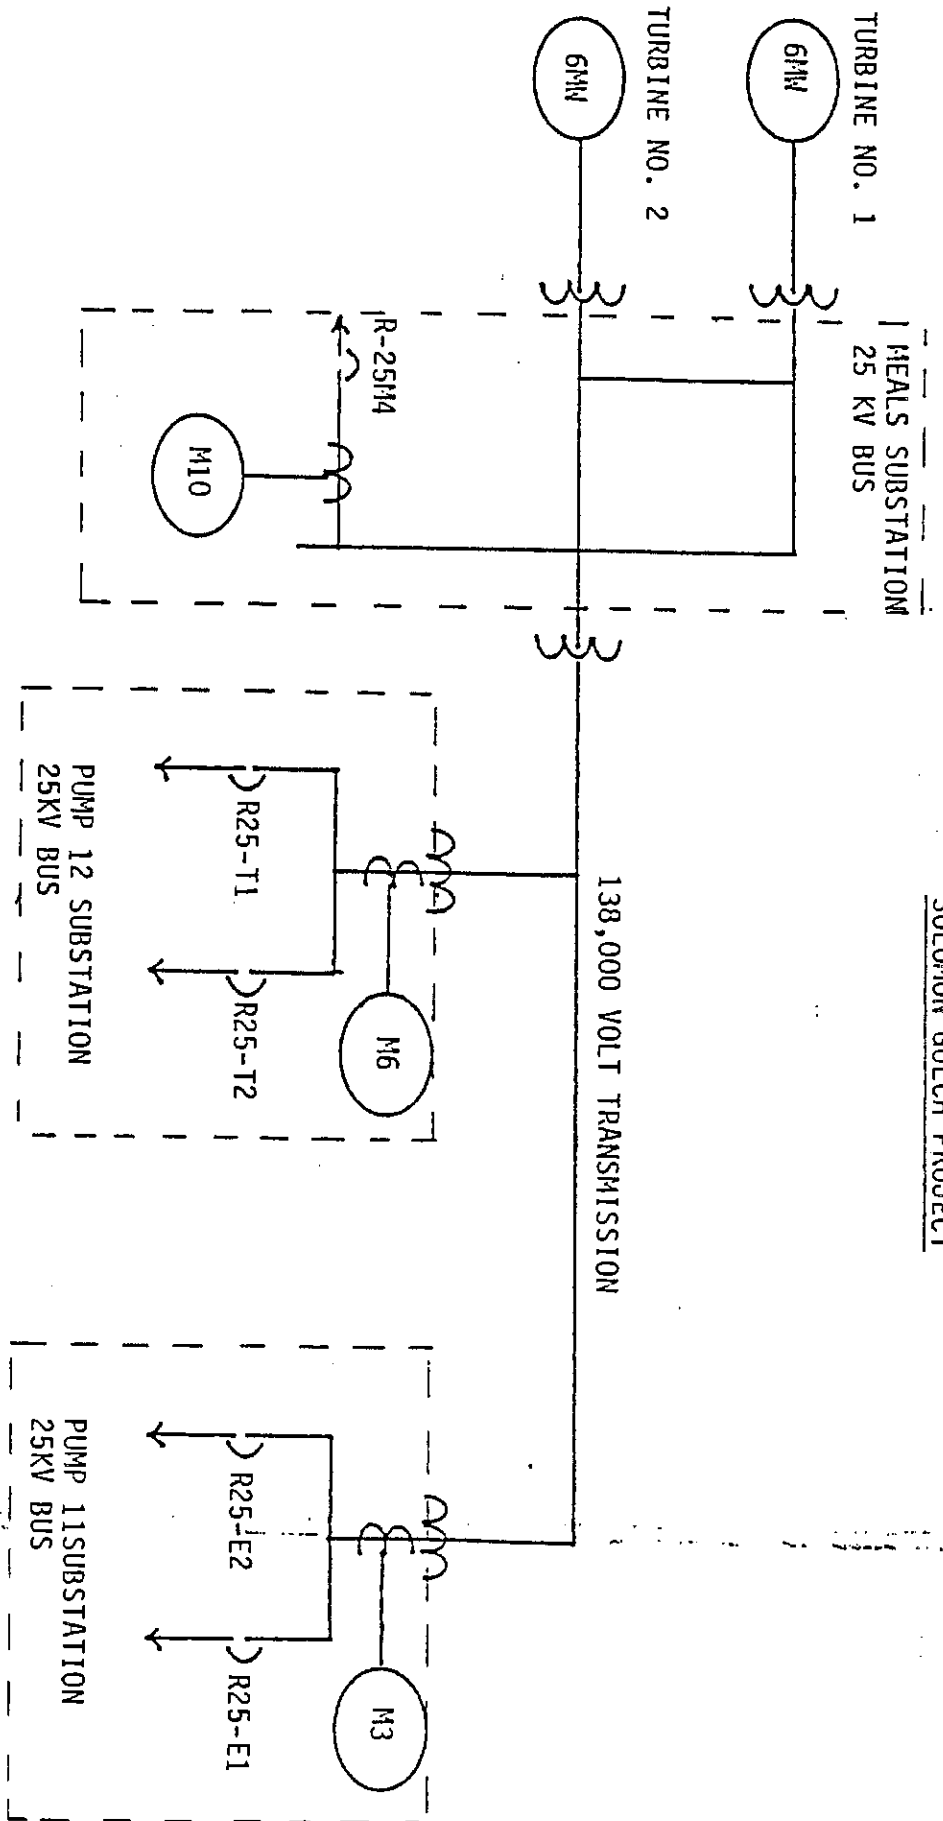 SOLOMON GULCH PROJECT
TURBINE NO. 1
6MW
TURBINE NO. 2
6MW
MEALS SUBSTATION
25 KV BUS
R-25M4
M10
138,000 VOLT TRANSMISSION
M6
R25-T1
R25-T2
PUMP 12 SUBSTATION
25KV BUS
M3
R25-E2
R25-E1
PUMP 11SUBSTATION
25KV BUS